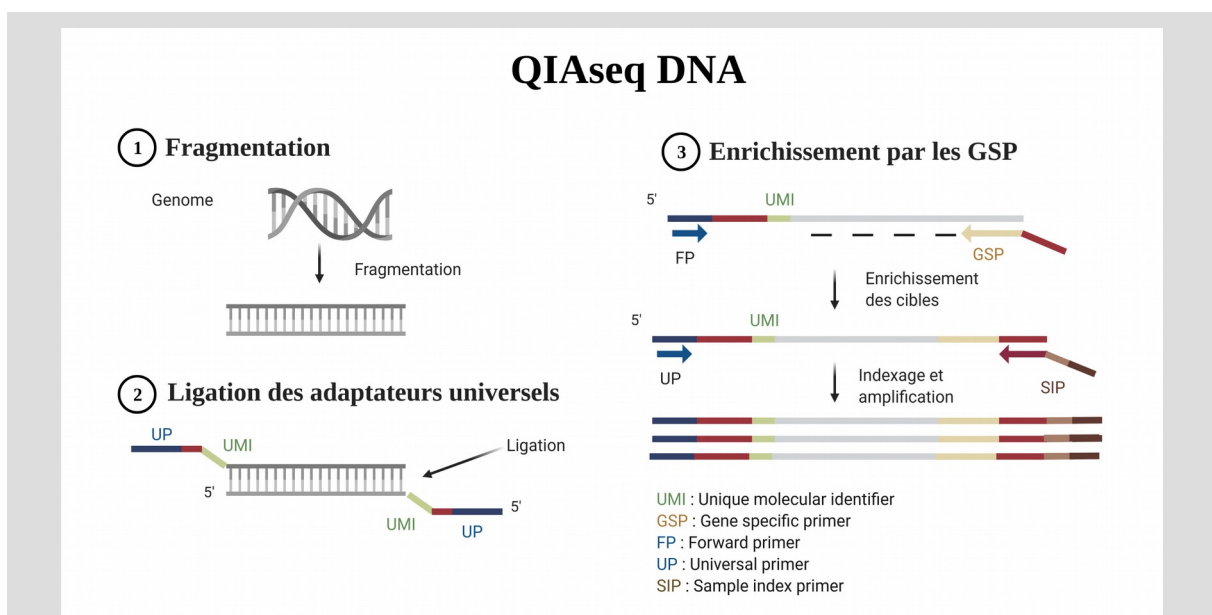 QIAseq DNA
1 Fragmentation
Genome
Fragmentation
2 Ligation des adaptateurs universels
UP
UMI
Ligation
5'
5'
UMI
UP
3 Enrichissement par les GSP
5'
UMI
FP
GSP
Enrichissement
des cibles
5'
UMI
UP
SIP
Indexage et
amplification
UMI : Unique molecular identifier
GSP : Gene specific primer
FP : Forward primer
UP : Universal primer
SIP : Sample index primer